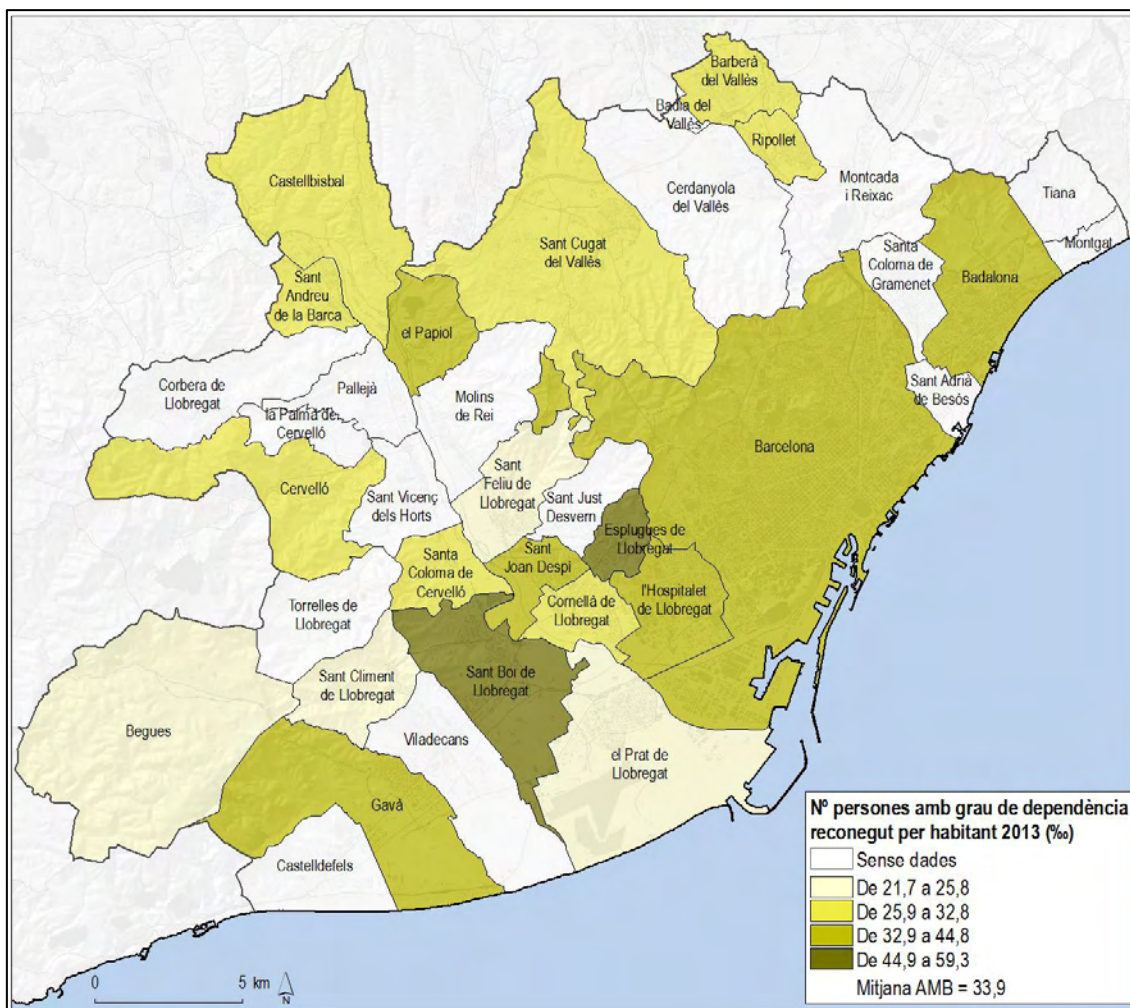 Barberà
del Vallès
Badia del
Vallès
Ripollet
Castellbisbal
Cerdanyola
del Vallès
Montcada
i Reixac
Tiana
Montgat
Sant Cugat
del Vallès
Santa
Coloma de
Gramenet
Badalona
Sant
Andreu
de la Barca
el Papiol
Corbera de
Llobregat
Pallejà
Molins
de Rei
Sant Adrià
de Besòs
la Palma de
Cervelló
Barcelona
Cervelló
Sant
Feliu de
Llobregat
Sant Vicenç
dels Horts
Sant Just
Desvern
Esplugues de
Llobregat
Santa
Coloma de
Cervelló
Sant
Joan Despí
Cornellà de
Llobregat
l'Hospitalet
de Llobregat
Torrelles de
Llobregat
Sant Climent
de Llobregat
Sant Boi de
Llobregat
Begues
Viladecans
el Prat de
Llobregat
Gavà
Castelldefels
Nº persones amb grau de dependència
reconegut per habitant 2013 (‰)
Sense dades
De 21,7 a 25,8
De 25,9 a 32,8
De 32,9 a 44,8
De 44,9 a 59,3
Mitjana AMB = 33,9
0 5 km
N